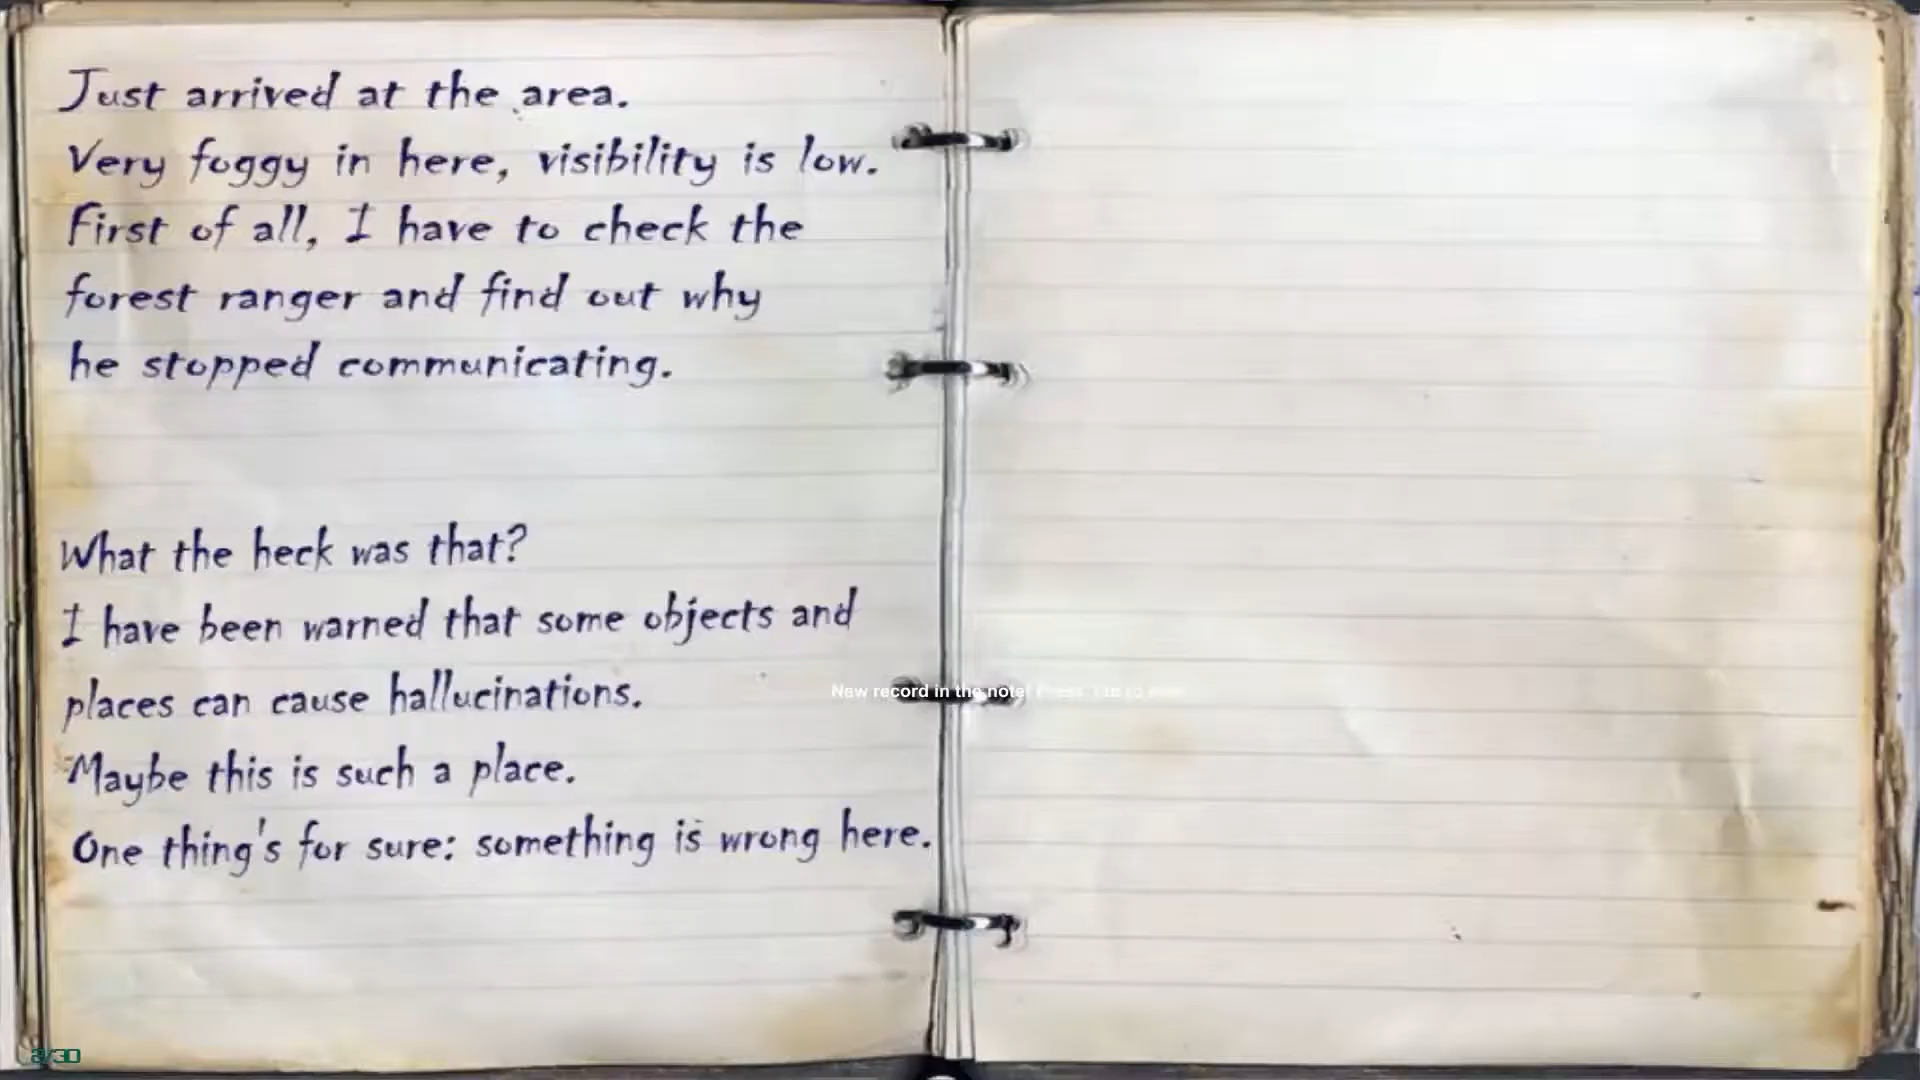 Just arrived at the area.
Very foggy in here, visibility is low.
First of all, I have to check the
forest ranger and find out why
he stopped communicating.
What the heck was that?
I have been warned that some objects and
places can cause hallucinations.
Maybe this is such a place.
One thing's for sure: something is wrong here.
New record in the note!
/30